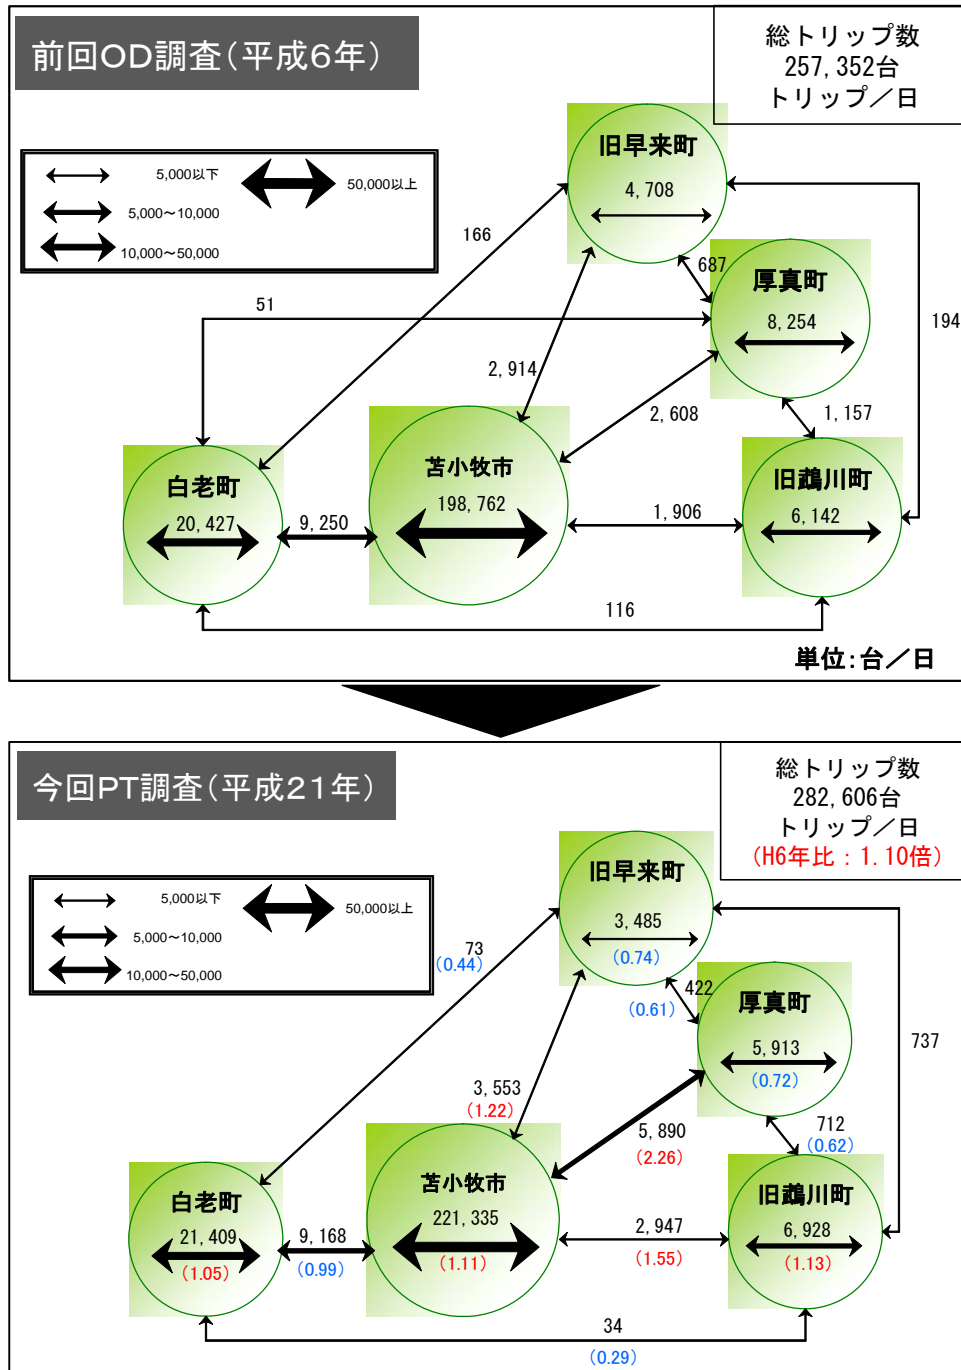 前回OD調査(平成6年)
総トリップ数
257,352台
トリップ／日
5,000以下
50,000以上
5,000～10,000
10,000～50,000
旧早来町
4,708
166
687
厚真町
8,254
51
194
2,914
2,608
1,157
白老町
20,427
9,250
苫小牧市
198,762
1,906
旧鵡川町
6,142
116
単位：台／日
今回PT調査(平成21年)
総トリップ数
282,606台
トリップ／日
(H6年比：1.10倍)
5,000以下
50,000以上
5,000～10,000
10,000～50,000
旧早来町
3,485
(0.74)
73
(0.44)
422
(0.61)
厚真町
5,913
(0.72)
737
3,553
(1.22)
5,890
(2.26)
712
(0.62)
白老町
21,409
(1.05)
9,168
(0.99)
苫小牧市
221,335
(1.11)
2,947
(1.55)
旧鵡川町
6,928
(1.13)
34
(0.29)